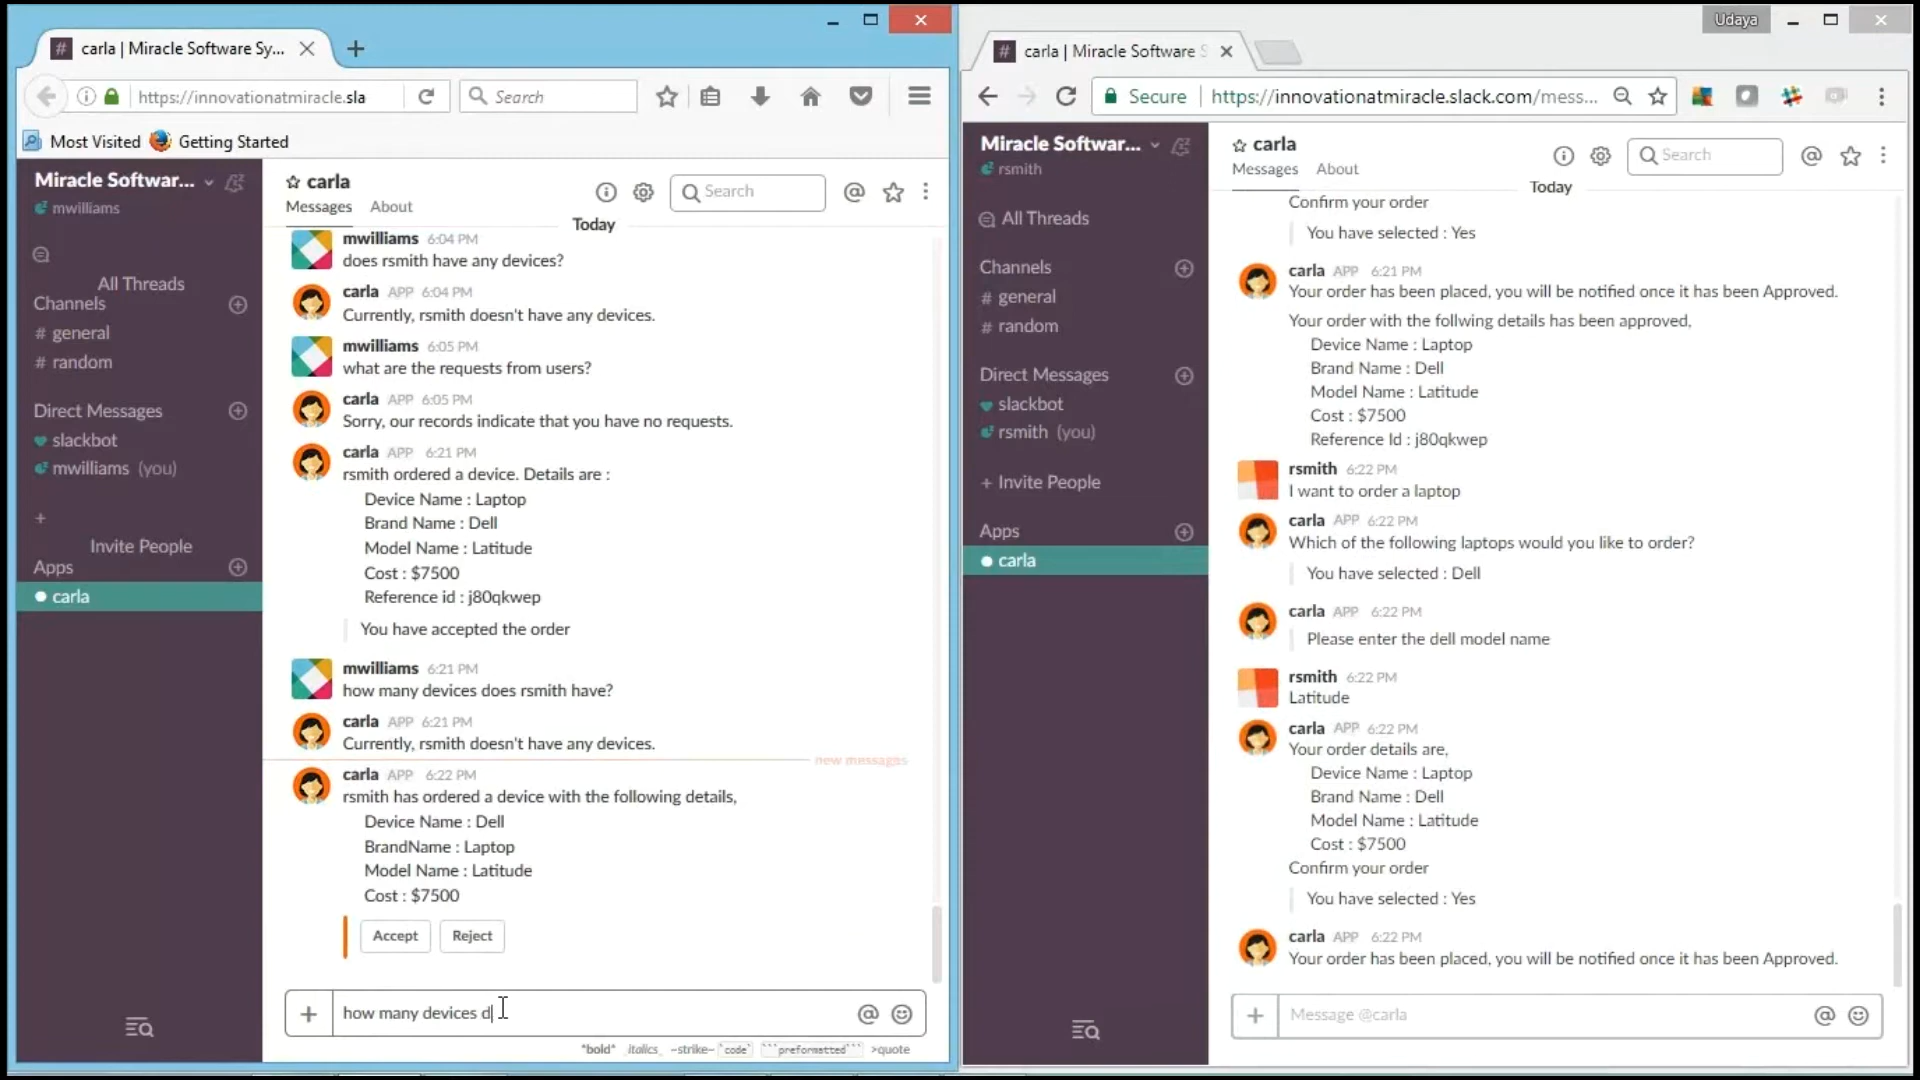 carla | Miracle Software Sy...
https://innovationatmiracle.sla
Search
Most Visited
Getting Started
Miracle Softwar...
mwilliams
All Threads
Channels
# general
# random
Direct Messages
slackbot
mwilliams (you)
+
Invite People
Apps
carla
carla
Messages
About
Search
Today
mwilliams 6:04 PM
does rsmith have any devices?
carla APP 6:04 PM
Currently, rsmith doesn't have any devices.
mwilliams 6:05 PM
what are the requests from users?
carla APP 6:05 PM
Sorry, our records indicate that you have no requests.
carla APP 6:21 PM
rsmith ordered a device. Details are :
Device Name : Laptop
Brand Name : Dell
Model Name : Latitude
Cost : $7500
Reference id : j80qkwep
You have accepted the order
mwilliams 6:21 PM
how many devices does rsmith have?
carla APP 6:21 PM
Currently, rsmith doesn't have any devices.
new messages
carla APP 6:22 PM
rsmith has ordered a device with the following details,
Device Name : Dell
BrandName : Laptop
Model Name : Latitude
Cost : $7500
Accept
Reject
how many devices d
*bold* _italics_ ~strike~ `code` ```preformatted``` >quote
Udaya
carla | Miracle Software S
Secure
https://innovationatmiracle.slack.com/mess...
Miracle Softwar...
rsmith
All Threads
Channels
# general
# random
Direct Messages
slackbot
rsmith (you)
+ Invite People
Apps
carla
carla
Messages
About
Search
Today
Confirm your order
You have selected : Yes
carla APP 6:21 PM
Your order has been placed, you will be notified once it has been Approved.
Your order with the follwing details has been approved,
Device Name : Laptop
Brand Name : Dell
Model Name : Latitude
Cost : $7500
Reference Id : j80qkwep
rsmith 6:22 PM
I want to order a laptop
carla APP 6:22 PM
Which of the following laptops would you like to order?
You have selected : Dell
carla APP 6:22 PM
Please enter the dell model name
rsmith 6:22 PM
Latitude
carla APP 6:22 PM
Your order details are,
Device Name : Laptop
Brand Name : Dell
Model Name : Latitude
Cost : $7500
Confirm your order
You have selected : Yes
carla APP 6:22 PM
Your order has been placed, you will be notified once it has been Approved.
Message @carla